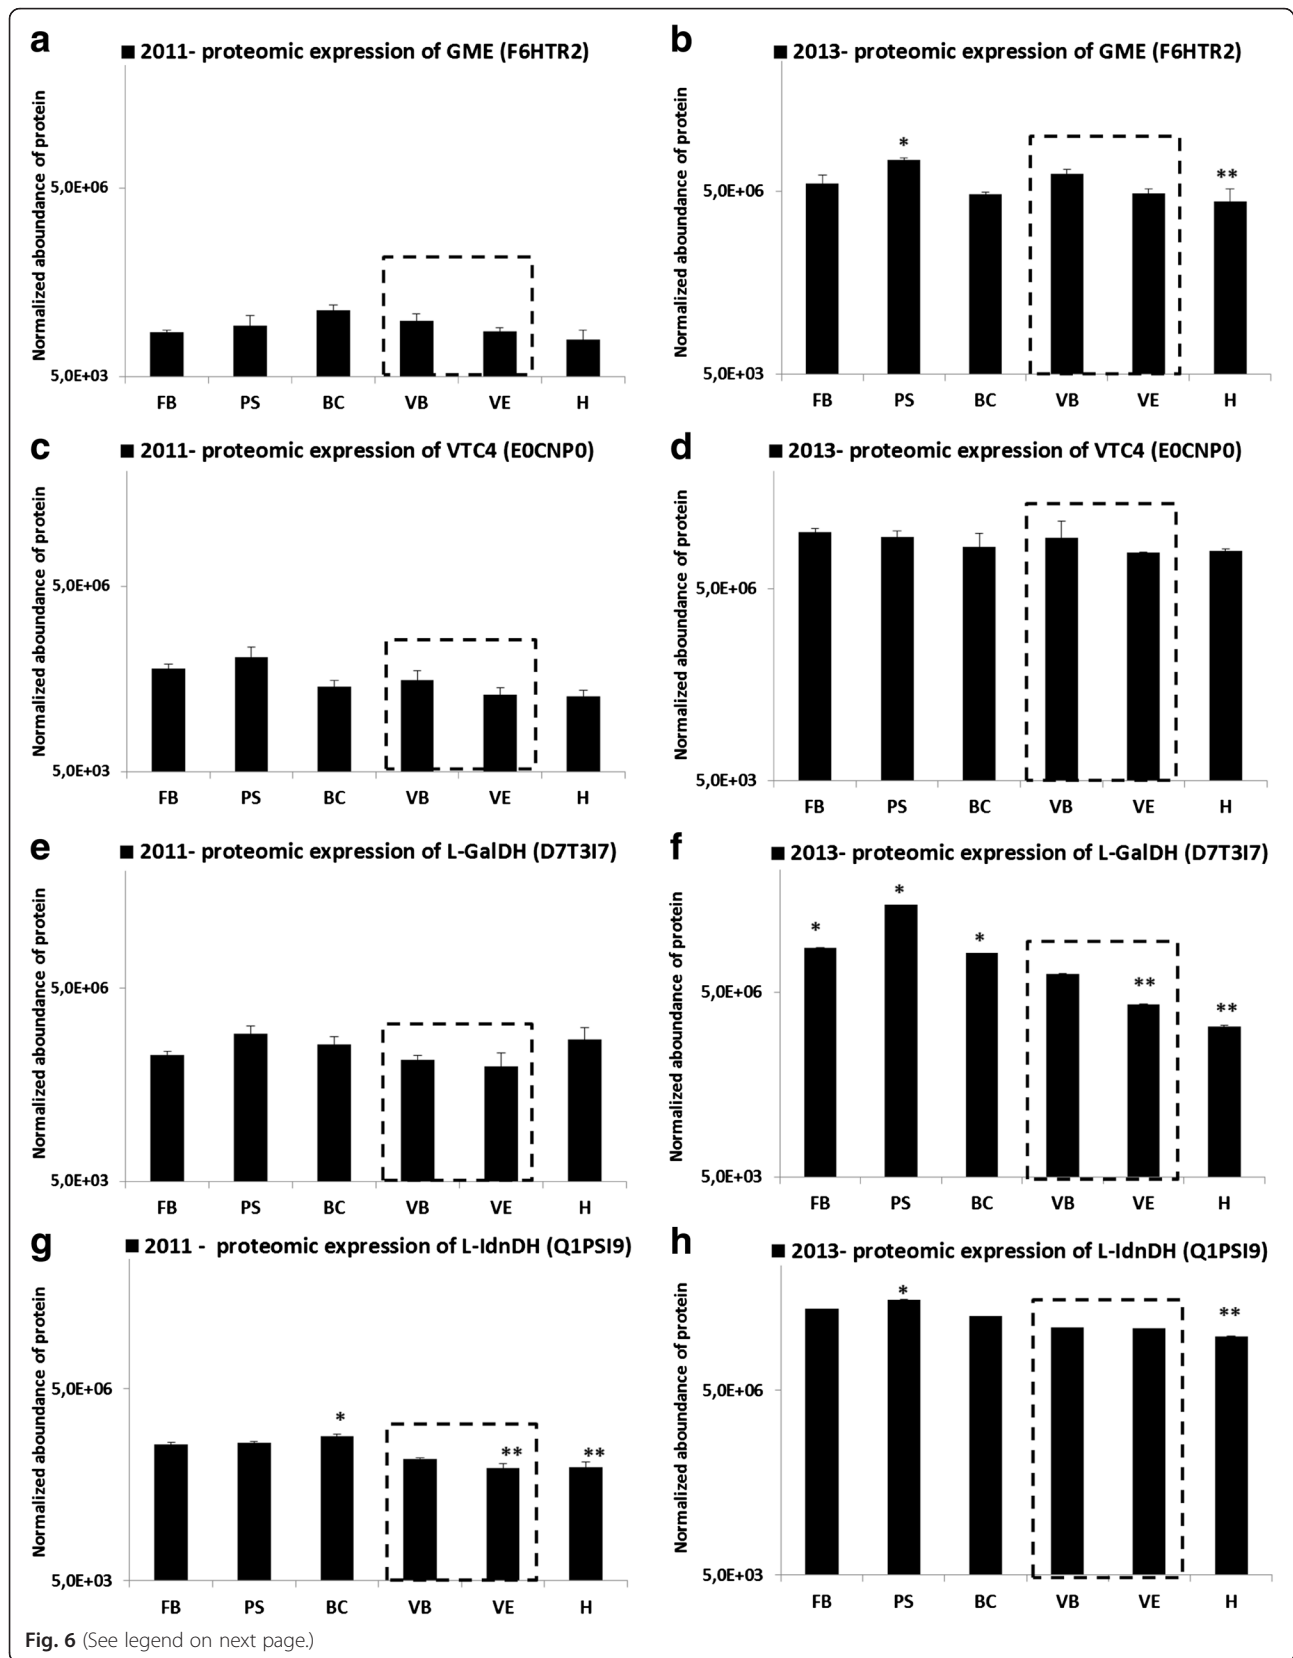 a
■ 2011- proteomic expression of GME (F6HTR2)
Normalized aboundance of protein
5,0E+06
5,0E+03
FB PS BC VB VE H
b
■ 2013- proteomic expression of GME (F6HTR2)
Normalized aboundance of protein
5,0E+06
5,0E+03
* **
FB PS BC VB VE H
c
■ 2011- proteomic expression of VTC4 (E0CNP0)
Normalized aboundance of protein
5,0E+06
5,0E+03
FB PS BC VB VE H
d
■ 2013- proteomic expression of VTC4 (E0CNP0)
Normalized aboundance of protein
5,0E+06
5,0E+03
FB PS BC VB VE H
e
■ 2011- proteomic expression of L-GalDH (D7T3I7)
Normalized aboundance of protein
5,0E+06
5,0E+03
FB PS BC VB VE H
f
■ 2013- proteomic expression of L-GalDH (D7T3I7)
Normalized aboundance of protein
5,0E+06
5,0E+03
* * * ** **
FB PS BC VB VE H
g
■ 2011 - proteomic expression of L-IdnDH (Q1PSI9)
Normalized aboundance of protein
5,0E+06
5,0E+03
* ** **
FB PS BC VB VE H
h
■ 2013- proteomic expression of L-IdnDH (Q1PSI9)
Normalized aboundance of protein
5,0E+06
5,0E+03
* **
FB PS BC VB VE H
Fig. 6 (See legend on next page.)